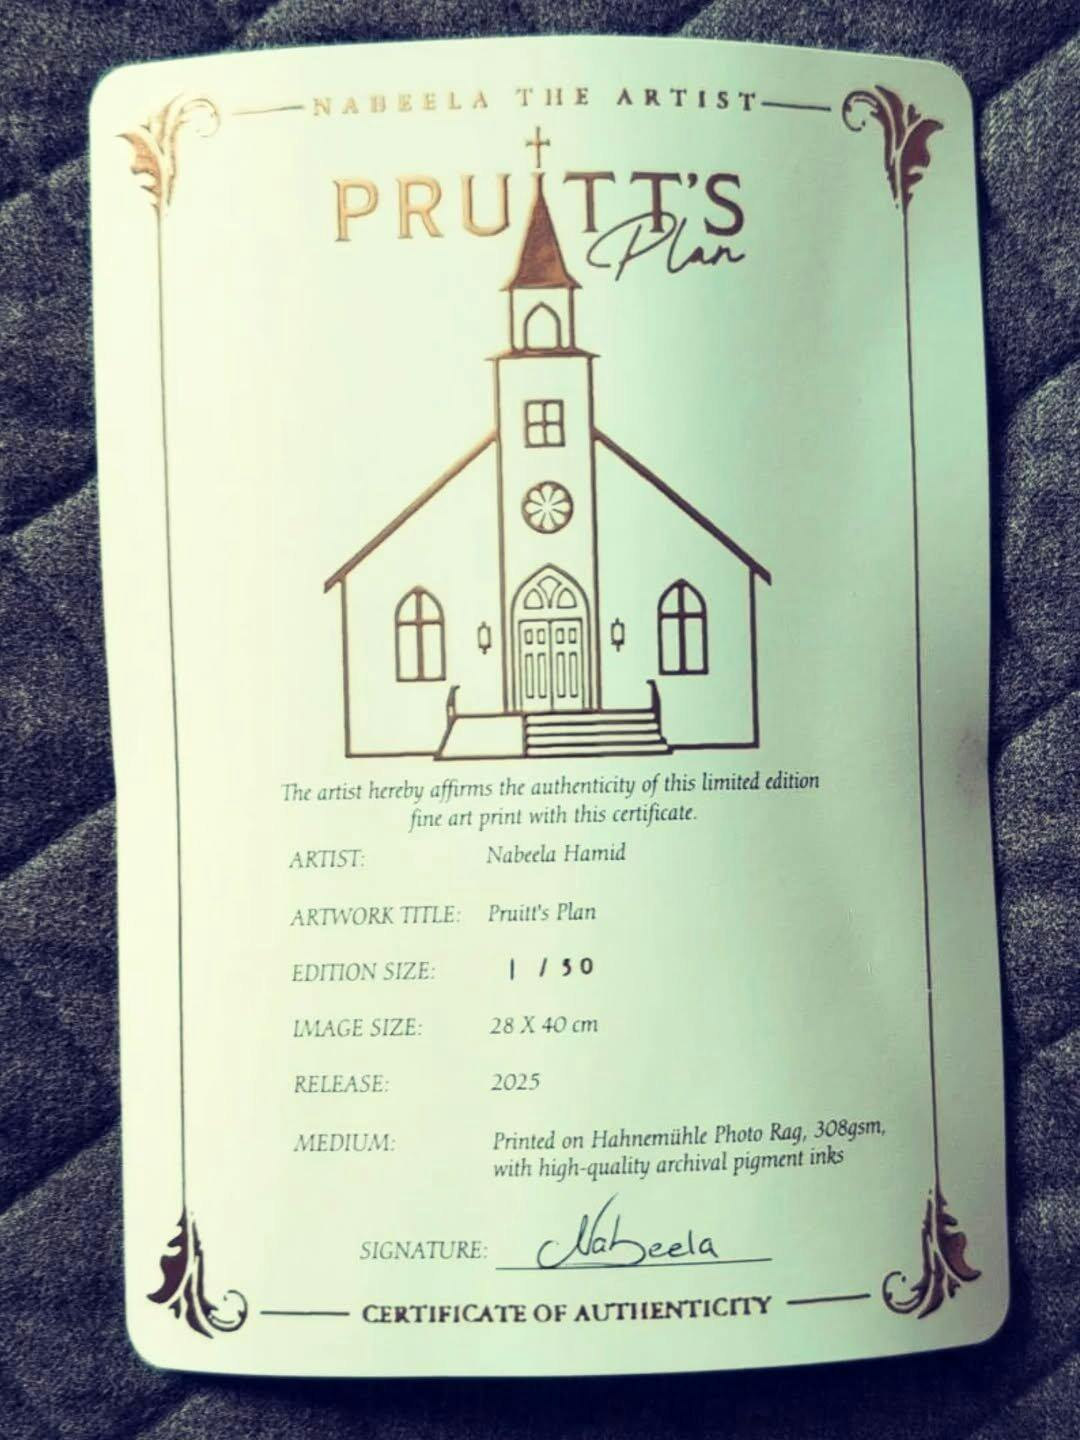 NABEELA THE ARTIST
PRUITT'S
Plan
The artist hereby affirms the authenticity of this limited edition
fine art print with this certificate.
ARTIST: Nabeela Hamid
ARTWORK TITLE: Pruitt's Plan
EDITION SIZE: 1 / 50
IMAGE SIZE: 28 X 40 cm
RELEASE: 2025
MEDIUM: Printed on Hahnemühle Photo Rag, 308gsm,
with high-quality archival pigment inks
SIGNATURE: Nabeela
CERTIFICATE OF AUTHENTICITY